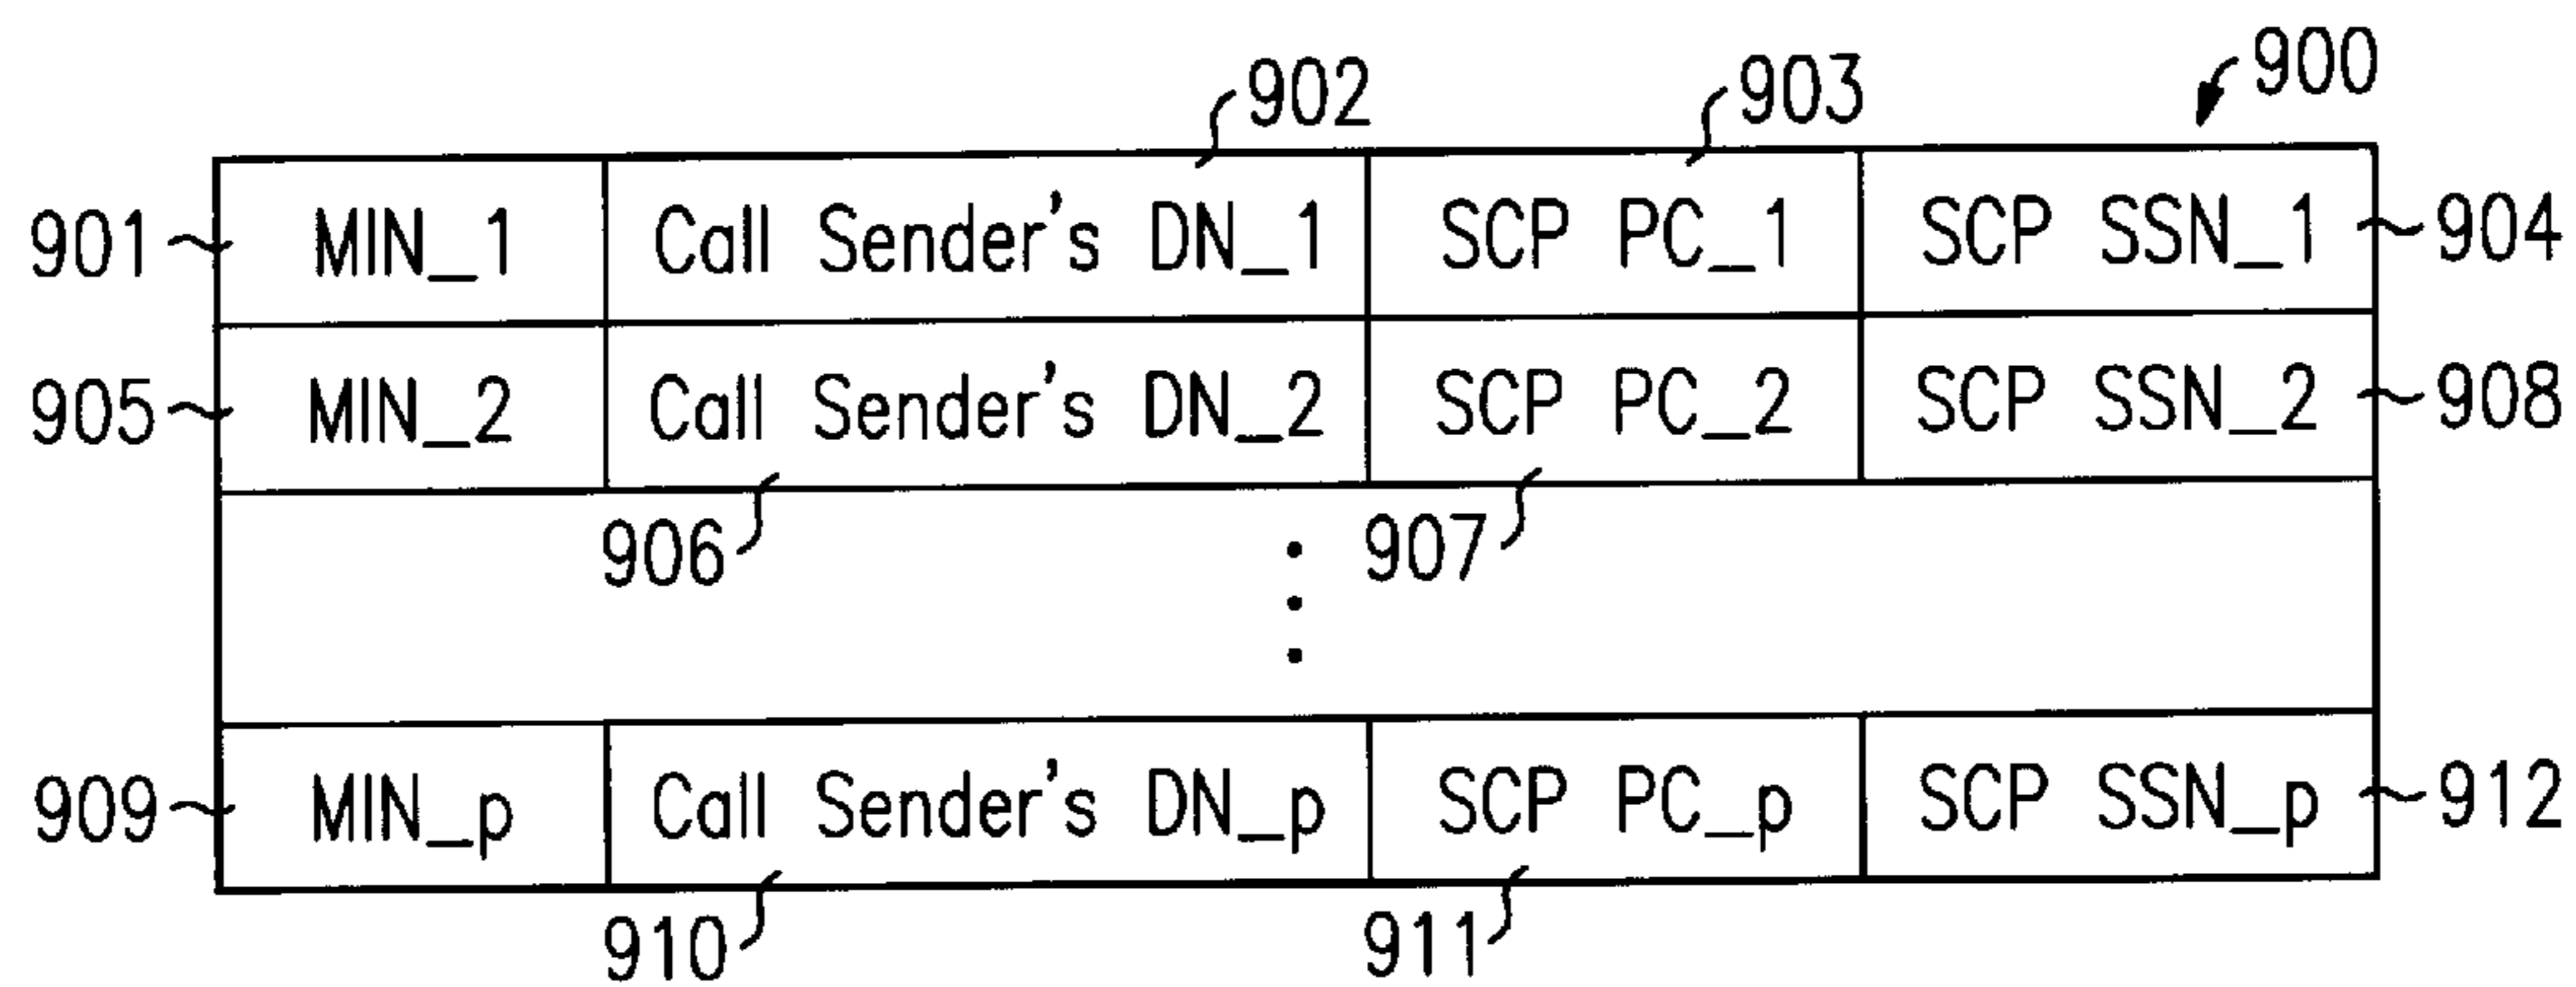 900
902 903
901 MIN_1 Call Sender's DN_1 SCP PC_1 SCP SSN_1 904
905 MIN_2 Call Sender's DN_2 SCP PC_2 SCP SSN_2 908
906 907
909 MIN_p Call Sender's DN_p SCP PC_p SCP SSN_p 912
910 911